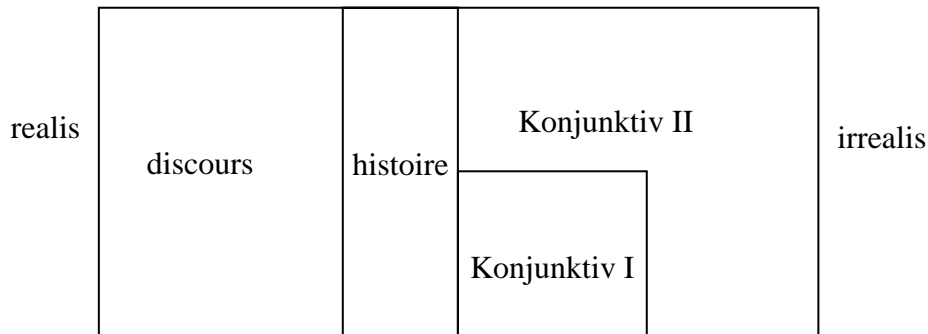 realis
discours
histoire
Konjunktiv II
Konjunktiv I
irrealis